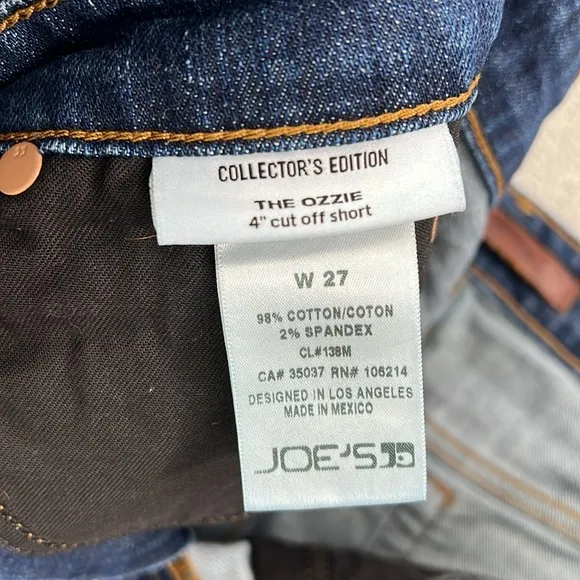 COLLECTOR'S EDITION
THE OZZIE
4" cut off short
W 27
98% COTTON/COTON
2% SPANDEX
CL#138M
CA# 35037 RN# 106214
DESIGNED IN LOS ANGELES
MADE IN MEXICO
JOE'S